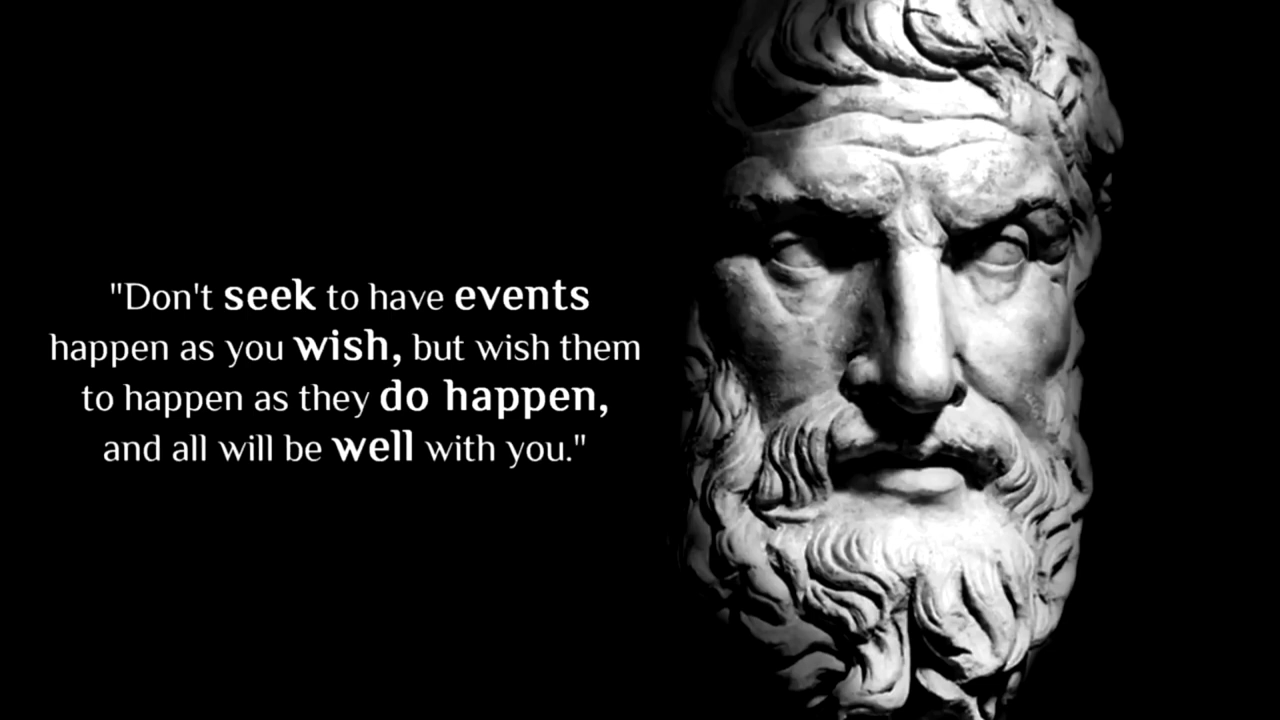 "Don't seek to have events
happen as you wish, but wish them
to happen as they do happen,
and all will be well with you."